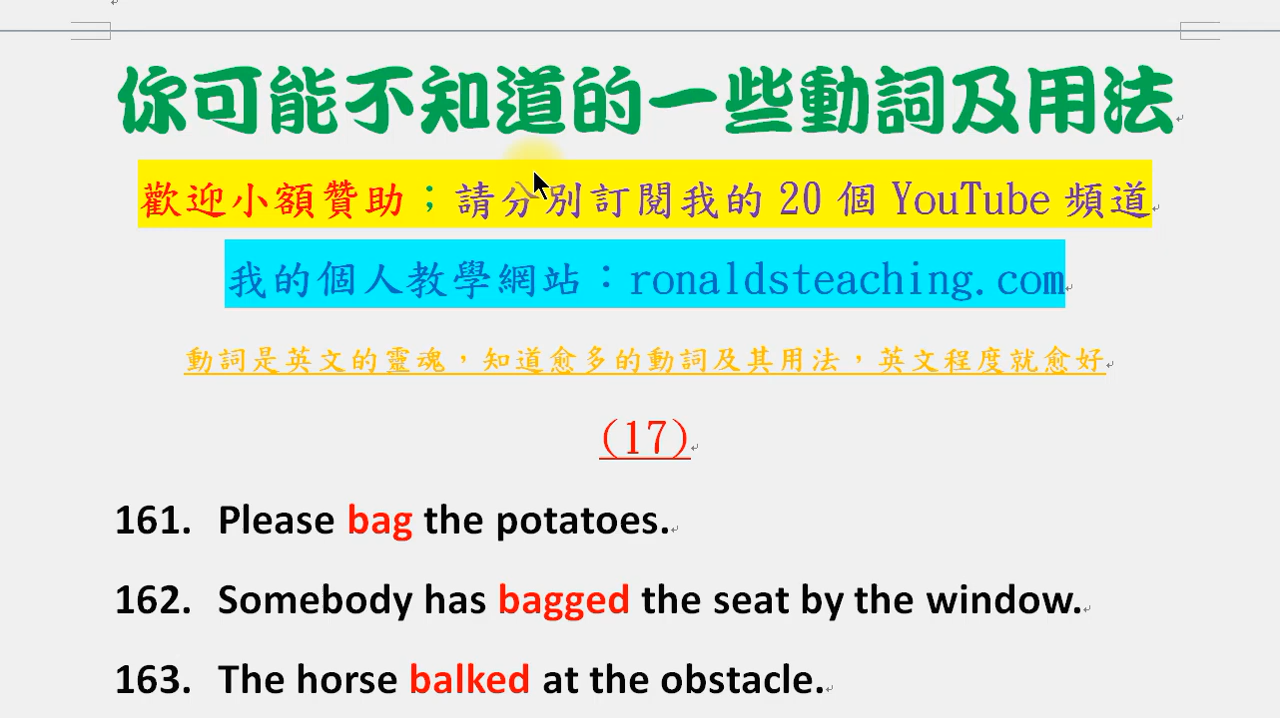 你可能不知道的一些動詞及用法
歡迎小額贊助；請分別訂閱我的 20 個 YouTube 頻道
我的個人教學網站：ronaldsteaching.com
動詞是英文的靈魂，知道愈多的動詞及其用法，英文程度就愈好
(17)
161. Please bag the potatoes.
162. Somebody has bagged the seat by the window.
163. The horse balked at the obstacle.